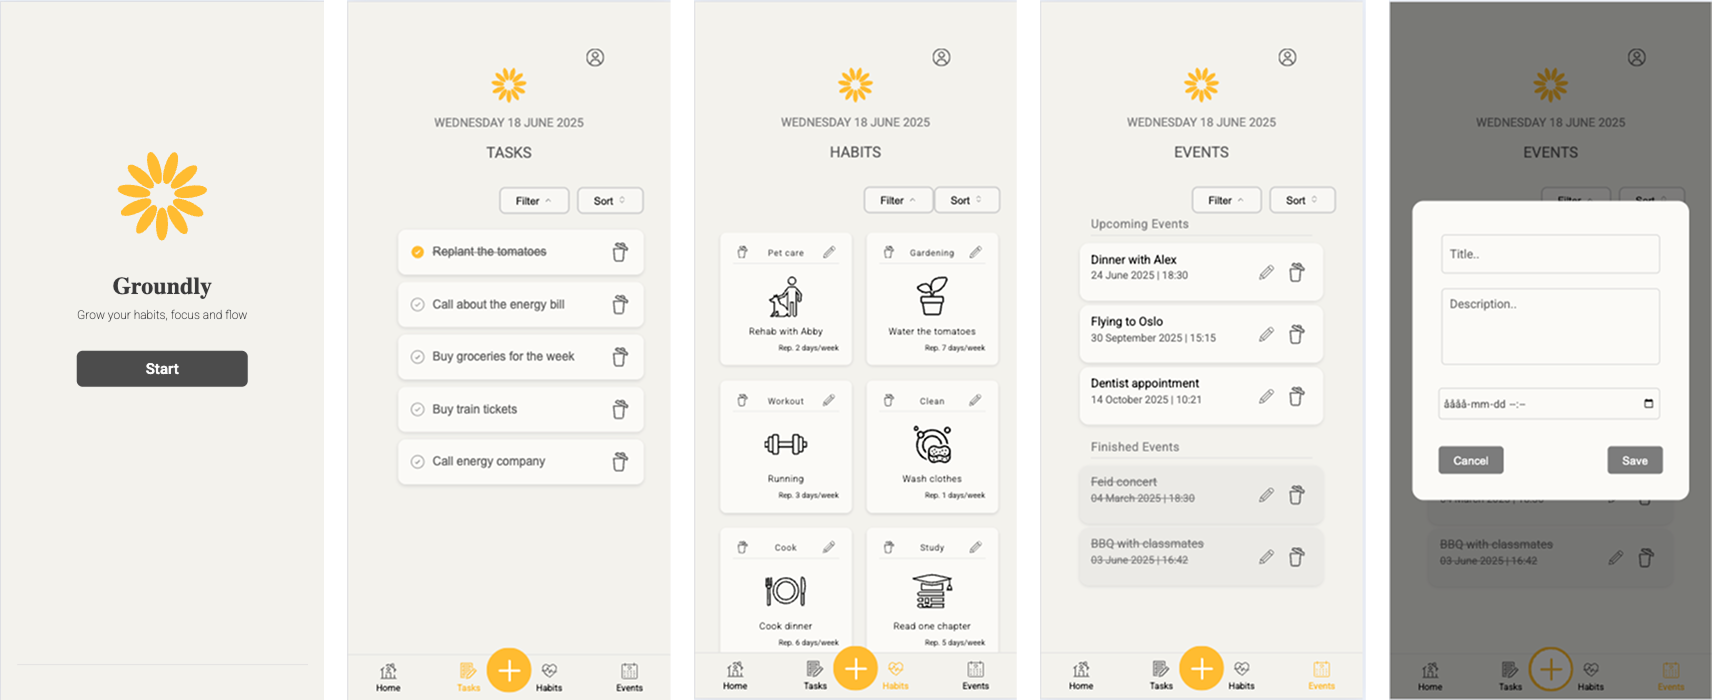 Groundly
Grow your habits, focus and flow
Start
WEDNESDAY 18 JUNE 2025
TASKS
Filter
Sort
Replant the tomatoes
Call about the energy bill
Buy groceries for the week
Buy train tickets
Call energy company
Home
Tasks
Habits
Events
WEDNESDAY 18 JUNE 2025
HABITS
Filter
Sort
Pet care
Rehab with Abby
Rep. 2 days/week
Gardening
Water the tomatoes
Rep. 7 days/week
Workout
Running
Rep. 3 days/week
Clean
Wash clothes
Rep. 1 days/week
Cook
Cook dinner
Rep. 6 days/week
Study
Read one chapter
Rep. 5 days/week
Home
Tasks
Habits
Events
WEDNESDAY 18 JUNE 2025
EVENTS
Filter
Sort
Upcoming Events
Dinner with Alex
24 June 2025 | 18:30
Flying to Oslo
30 September 2025 | 15:15
Dentist appointment
14 October 2025 | 10:21
Finished Events
Feid concert
04 March 2025 | 18:30
BBQ with classmates
03 June 2025 | 16:42
Home
Tasks
Habits
Events
WEDNESDAY 18 JUNE 2025
EVENTS
Filter
Sort
Title..
Description..
åååå-mm-dd --:--
Cancel
Save
04 March 2025 | 18:30
BBQ with classmates
03 June 2025 | 16:42
Home
Tasks
Habits
Events